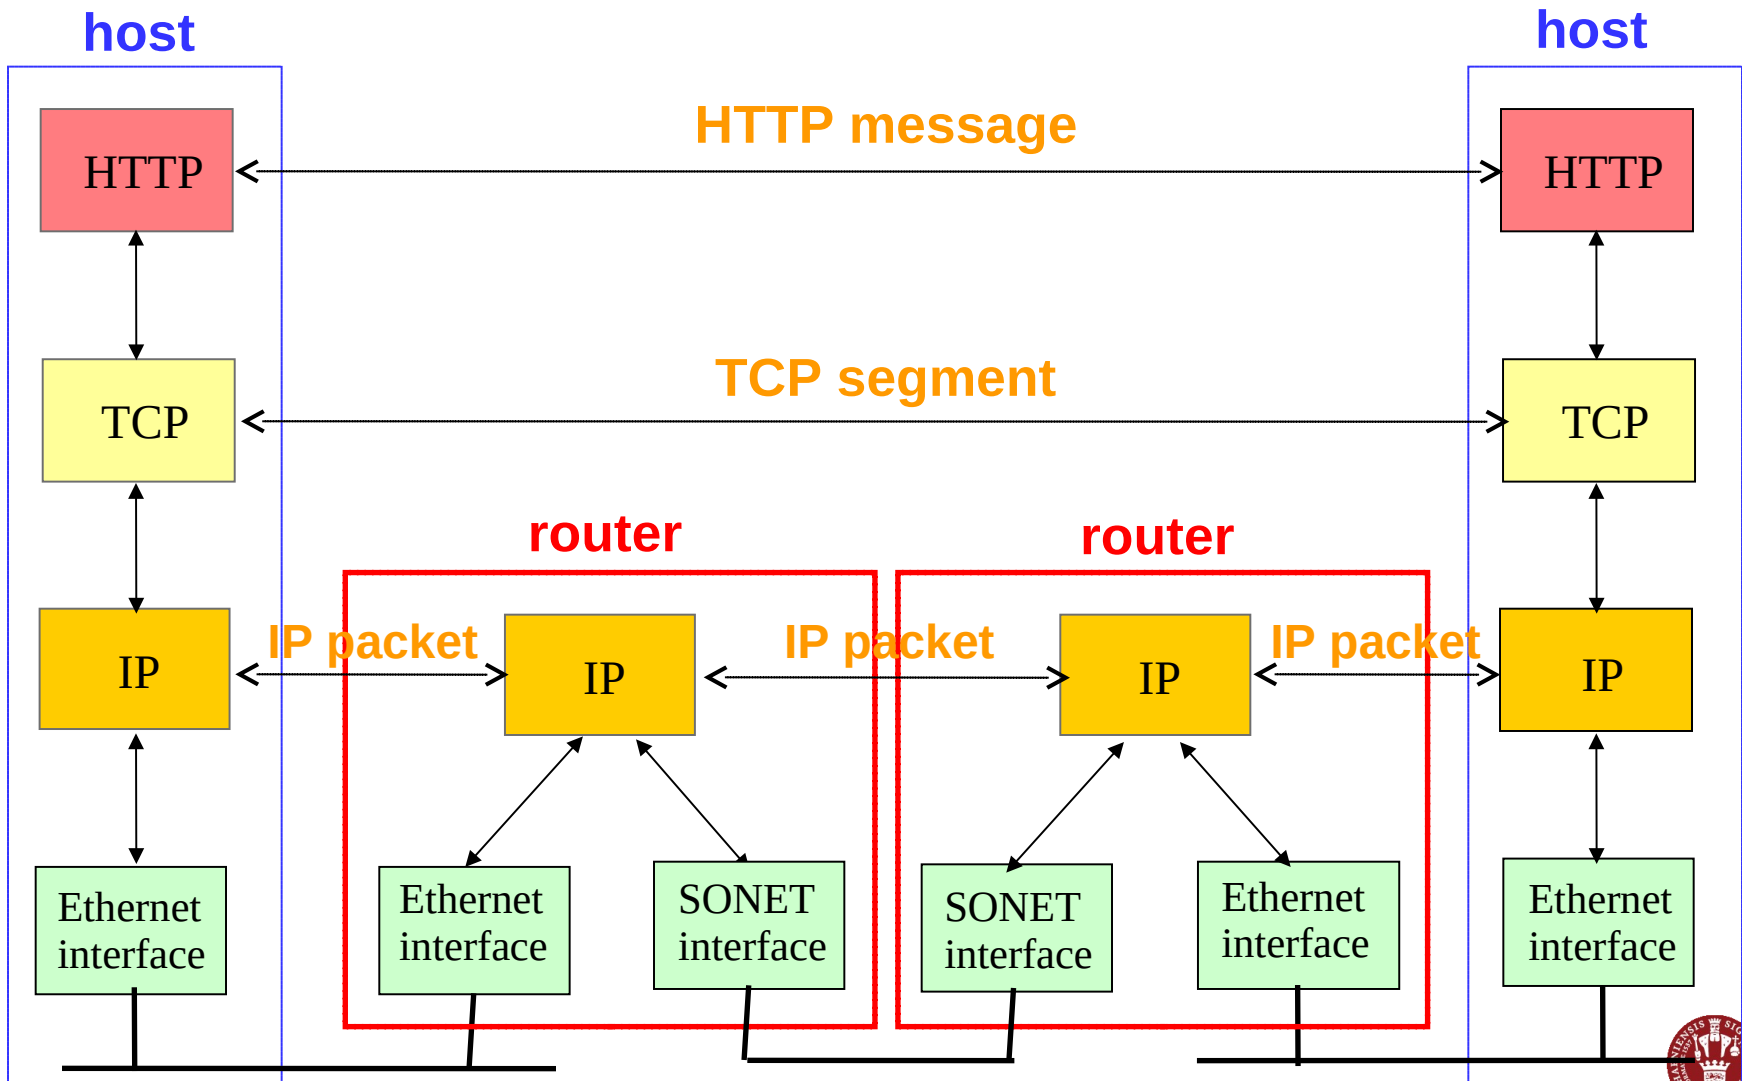 host
host
HTTP message
HTTP
HTTP
TCP segment
TCP
TCP
router
router
IP packet
IP packet
IP packet
IP
IP
IP
IP
Ethernet
interface
Ethernet
interface
SONET
interface
SONET
interface
Ethernet
interface
Ethernet
interface